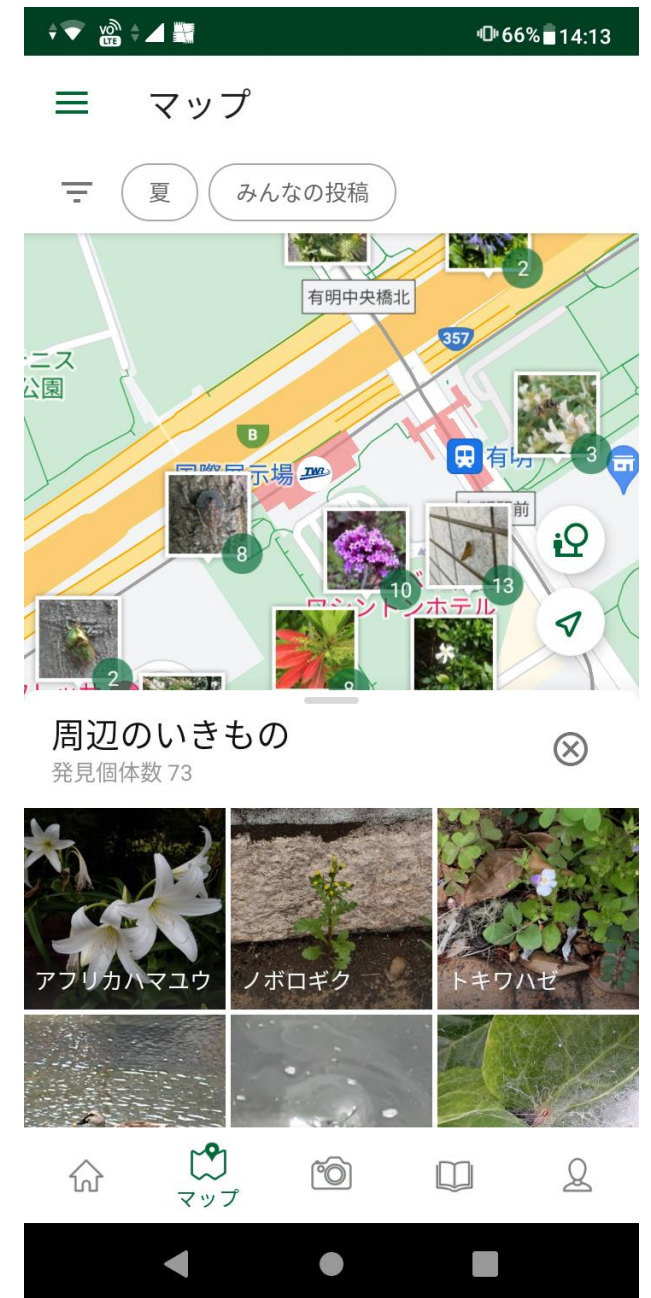 VO
LTE
66% 14:13
マップ
夏
みんなの投稿
2
有明中央橋北
357
ニス
公園
B
有明
3
国際展示場
TWR
8
10
13
ワシントンホテル
2
8
周辺のいきもの
発見個体数 73
アフリカハマユウ
ノボロギク
トキワハゼ
マップ